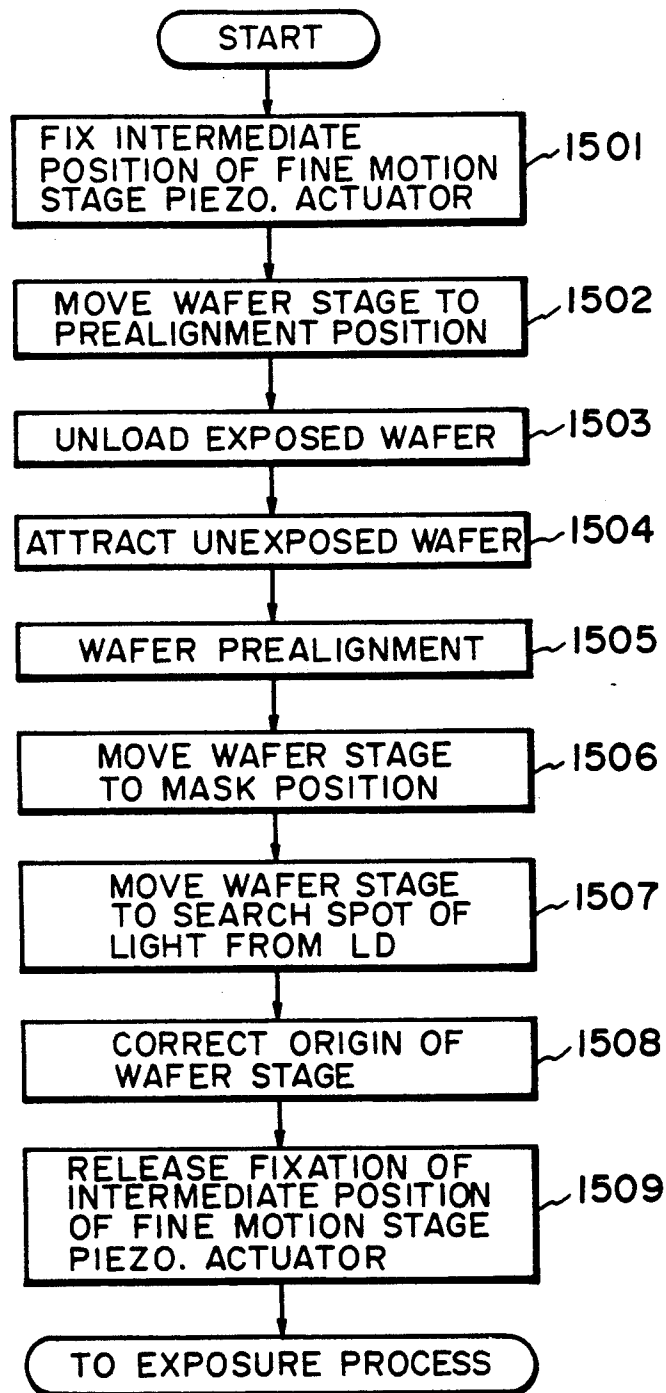 START
FIX INTERMEDIATE
POSITION OF FINE MOTION
STAGE PIEZO. ACTUATOR
1501
MOVE WAFER STAGE TO
PREALIGNMENT POSITION
1502
UNLOAD EXPOSED WAFER
1503
ATTRACT UNEXPOSED WAFER
1504
WAFER PREALIGNMENT
1505
MOVE WAFER STAGE
TO MASK POSITION
1506
MOVE WAFER STAGE
TO SEARCH SPOT OF
LIGHT FROM LD
1507
CORRECT ORIGIN OF
WAFER STAGE
1508
RELEASE FIXATION OF
INTERMEDIATE POSITION
OF FINE MOTION STAGE
PIEZO. ACTUATOR
1509
TO EXPOSURE PROCESS